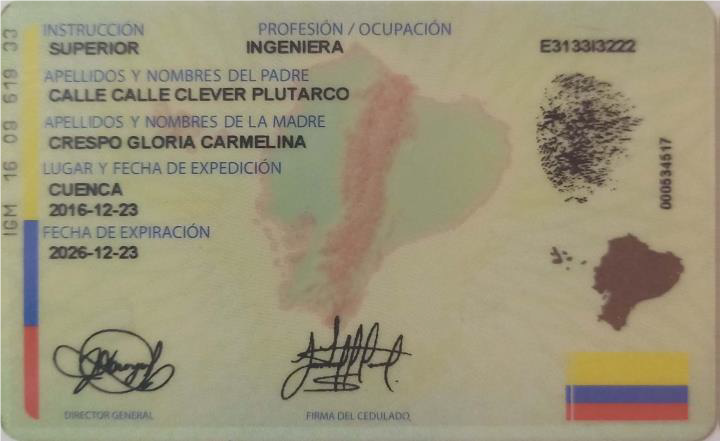 INSTRUCCIÓN PROFESIÓN / OCUPACIÓN
SUPERIOR INGENIERA E3133I3222
APELLIDOS Y NOMBRES DEL PADRE
CALLE CALLE CLEVER PLUTARCO
APELLIDOS Y NOMBRES DE LA MADRE
CRESPO GLORIA CARMELINA
LUGAR Y FECHA DE EXPEDICIÓN
CUENCA
2016-12-23
FECHA DE EXPIRACIÓN
2026-12-23
DIRECTOR GENERAL FIRMA DEL CEDULADO
IGM 16 09 619 33
000534517